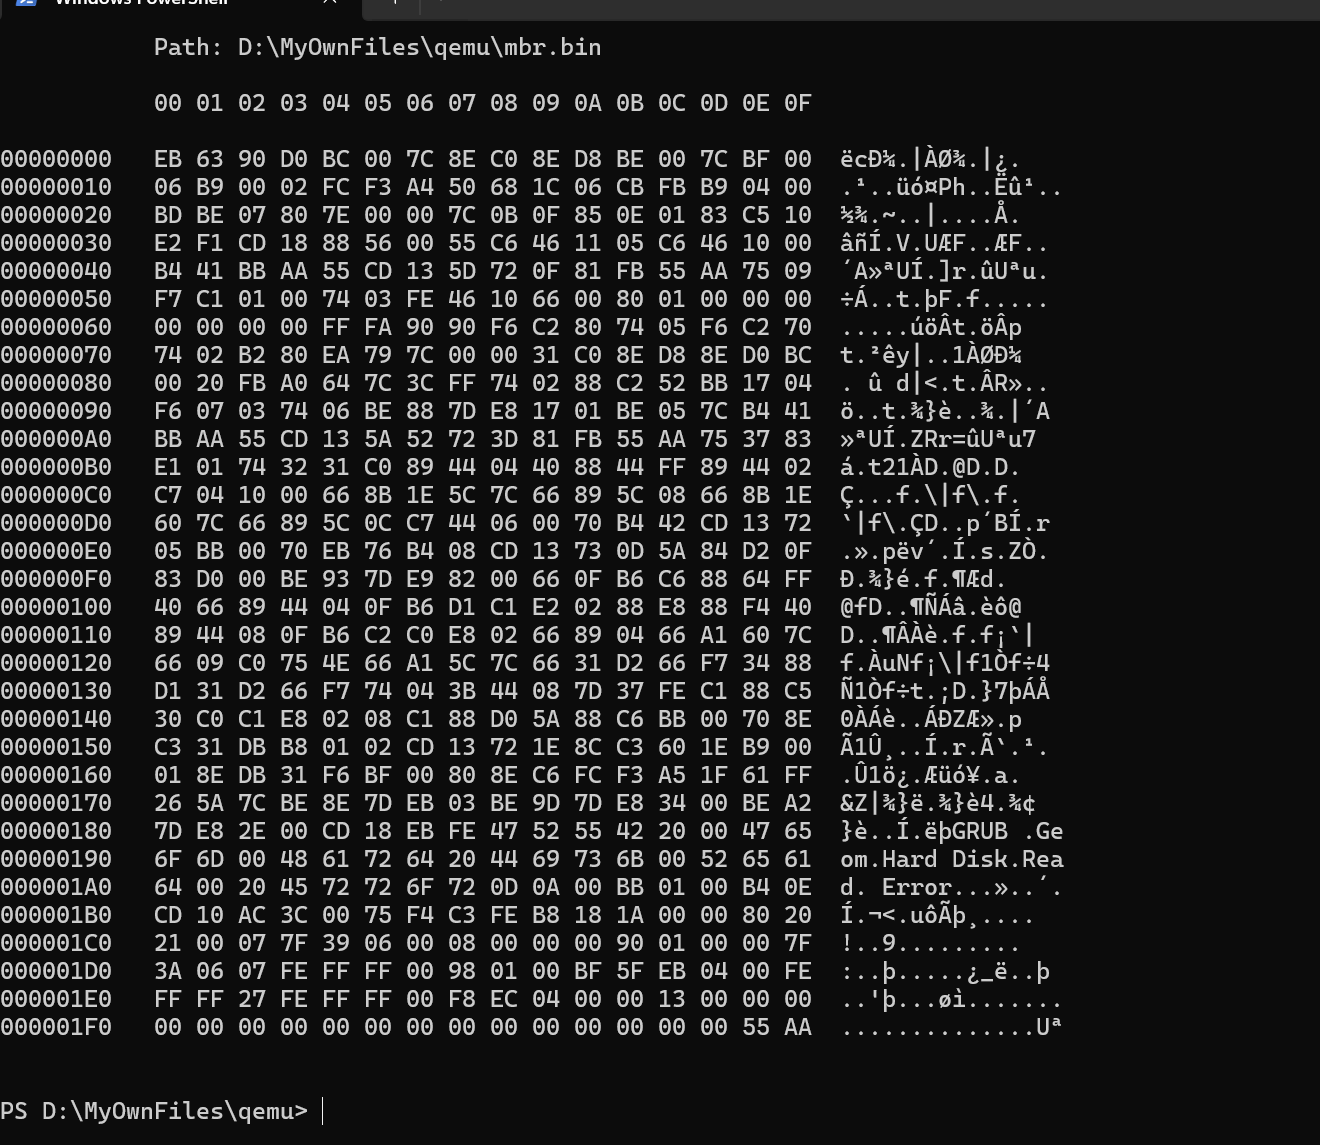 Windows PowerShell
Path: D:\MyOwnFiles\qemu\mbr.bin
00 01 02 03 04 05 06 07 08 09 0A 0B 0C 0D 0E 0F
00000000 EB 63 90 D0 BC 00 7C 8E C0 8E D8 BE 00 7C BF 00 ëcÐ¼.|ÀØ¾.|¿.
00000010 06 B9 00 02 FC F3 A4 50 68 1C 06 CB FB B9 04 00 .¹..üó¤Ph..Ëû¹..
00000020 BD BE 07 80 7E 00 00 7C 0B 0F 85 0E 01 83 C5 10 ½¾.~..|....Å.
00000030 E2 F1 CD 18 88 56 00 55 C6 46 11 05 C6 46 10 00 âñÍ.V.UÆF..ÆF..
00000040 B4 41 BB AA 55 CD 13 5D 72 0F 81 FB 55 AA 75 09 ´A»ªUÍ.]r.ûUªu.
00000050 F7 C1 01 00 74 03 FE 46 10 66 00 80 01 00 00 00 ÷Á..t.þF.f.....
00000060 00 00 00 00 FF FA 90 90 F6 C2 80 74 05 F6 C2 70 .....úöÂt.öÂp
00000070 74 02 B2 80 EA 79 7C 00 00 31 C0 8E D8 8E D0 BC t.²êy|..1ÀØÐ¼
00000080 00 20 FB A0 64 7C 3C FF 74 02 88 C2 52 BB 17 04 . û d|<.t.ÂR»..
00000090 F6 07 03 74 06 BE 88 7D E8 17 01 BE 05 7C B4 41 ö..t.¾}è..¾.|´A
000000A0 BB AA 55 CD 13 5A 52 72 3D 81 FB 55 AA 75 37 83 »ªUÍ.ZRr=ûUªu7
000000B0 E1 01 74 32 31 C0 89 44 04 40 88 44 FF 89 44 02 á.t21ÀD.@D.D.
000000C0 C7 04 10 00 66 8B 1E 5C 7C 66 89 5C 08 66 8B 1E Ç...f.\|f\.f.
000000D0 60 7C 66 89 5C 0C C7 44 06 00 70 B4 42 CD 13 72 `|f\.ÇD..p´BÍ.r
000000E0 05 BB 00 70 EB 76 B4 08 CD 13 73 0D 5A 84 D2 0F .».pëv´.Í.s.ZÒ.
000000F0 83 D0 00 BE 93 7D E9 82 00 66 0F B6 C6 88 64 FF Ð.¾}é.f.¶Æd.
00000100 40 66 89 44 04 0F B6 D1 C1 E2 02 88 E8 88 F4 40 @fD..¶ÑÁâ.èô@
00000110 89 44 08 0F B6 C2 C0 E8 02 66 89 04 66 A1 60 7C D..¶ÂÀè.f.f¡`|
00000120 66 09 C0 75 4E 66 A1 5C 7C 66 31 D2 66 F7 34 88 f.ÀuNf¡\|f1Òf÷4
00000130 D1 31 D2 66 F7 74 04 3B 44 08 7D 37 FE C1 88 C5 Ñ1Òf÷t.;D.}7þÁÅ
00000140 30 C0 C1 E8 02 08 C1 88 D0 5A 88 C6 BB 00 70 8E 0ÀÁè..ÁÐZÆ».p
00000150 C3 31 DB B8 01 02 CD 13 72 1E 8C C3 60 1E B9 00 Ã1Û¸..Í.r.Ã`.¹.
00000160 01 8E DB 31 F6 BF 00 80 8E C6 FC F3 A5 1F 61 FF .Û1ö¿.Æüó¥.a.
00000170 26 5A 7C BE 8E 7D EB 03 BE 9D 7D E8 34 00 BE A2 &Z|¾}ë.¾}è4.¾¢
00000180 7D E8 2E 00 CD 18 EB FE 47 52 55 42 20 00 47 65 }è..Í.ëþGRUB .Ge
00000190 6F 6D 00 48 61 72 64 20 44 69 73 6B 00 52 65 61 om.Hard Disk.Rea
000001A0 64 00 20 45 72 72 6F 72 0D 0A 00 BB 01 00 B4 0E d. Error...»..´.
000001B0 CD 10 AC 3C 00 75 F4 C3 FE B8 18 1A 00 00 80 20 Í.¬<.uôÃþ¸....
000001C0 21 00 07 7F 39 06 00 08 00 00 00 90 01 00 00 7F !..9.........
000001D0 3A 06 07 FE FF FF 00 98 01 00 BF 5F EB 04 00 FE :..þ.....¿_ë..þ
000001E0 FF FF 27 FE FF FF 00 F8 EC 04 00 00 13 00 00 00 ..'þ...øì.......
000001F0 00 00 00 00 00 00 00 00 00 00 00 00 00 00 55 AA ..............Uª
PS D:\MyOwnFiles\qemu>